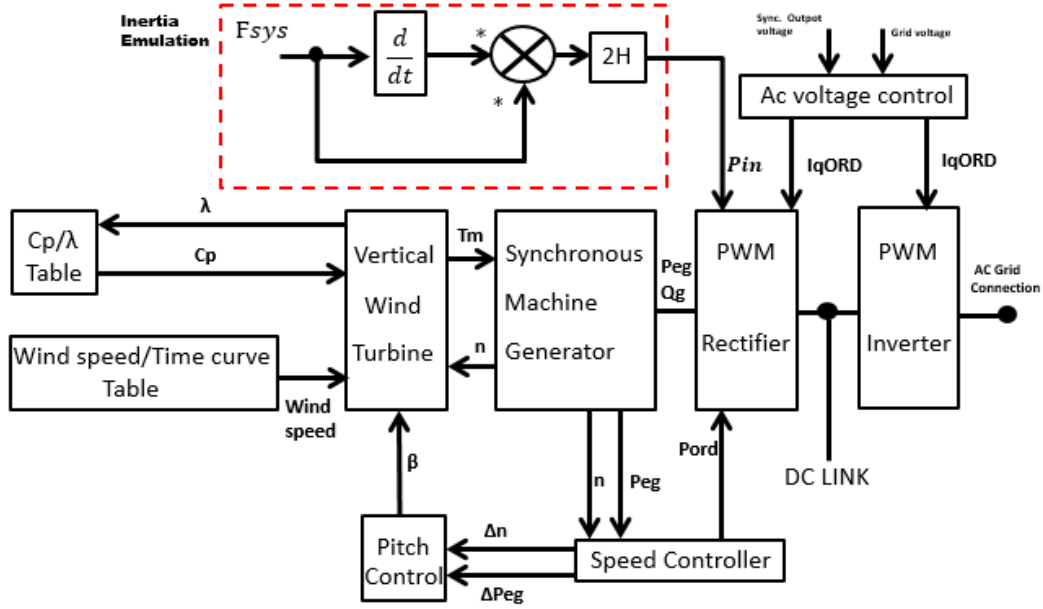 Inertia
Emulation
Fsys
d
dt
*
*
2H
Sync. Outpot
voltage
Grid voltage
Ac voltage control
Pin
IqORD
IqORD
λ
Cp/λ
Table
Cp
Vertical
Wind
Turbine
Tm
n
Synchronous
Machine
Generator
Peg
Qg
PWM
Rectifier
PWM
Inverter
AC Grid
Connection
Wind speed/Time curve
Table
Wind
speed
β
n
Peg
Pord
DC LINK
Pitch
Control
Δn
ΔPeg
Speed Controller